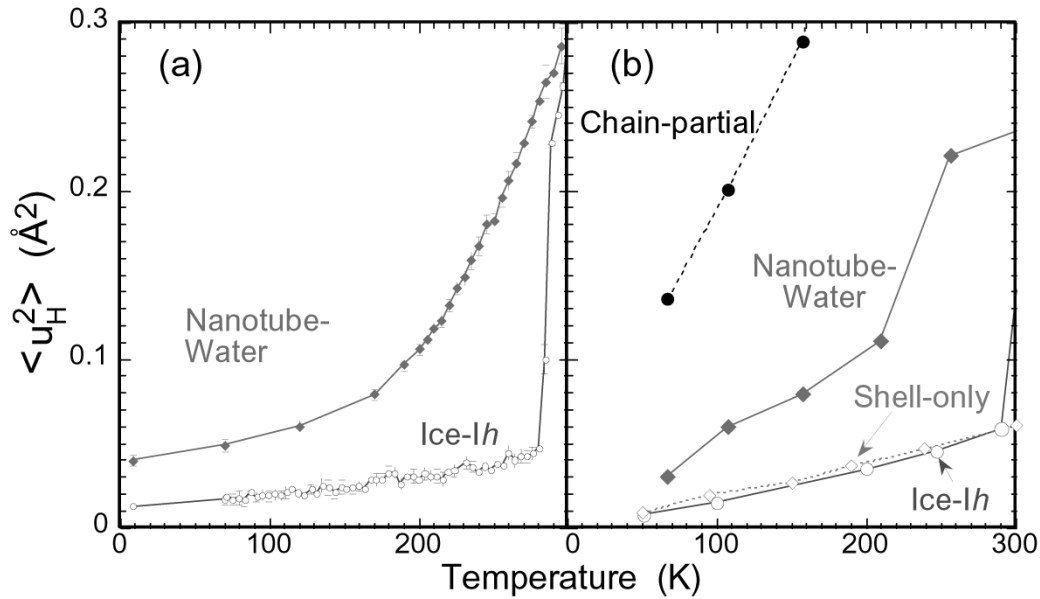 <u_H^2> (Å^2)
(a)
(b)
Chain-partial
Nanotube-
Water
Nanotube-
Water
Shell-only
Ice-Ih
Ice-Ih
0.3
0.2
0.1
0
0 100 200
0 100 200 300
Temperature (K)